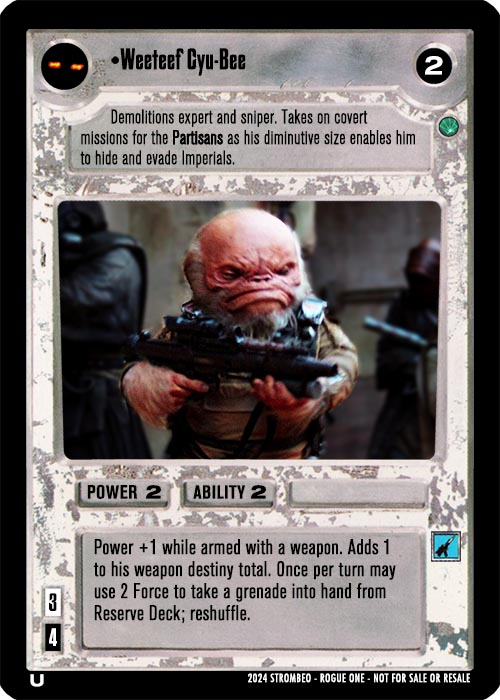 •Weeteef Cyu-Bee
2
Demolitions expert and sniper. Takes on covert
missions for the Partisans as his diminutive size enables him
to hide and evade Imperials.
POWER 2 ABILITY 2
Power +1 while armed with a weapon. Adds 1
to his weapon destiny total. Once per turn may
use 2 Force to take a grenade into hand from
Reserve Deck; reshuffle.
3
4
U
2024 STROMBEO - ROGUE ONE - NOT FOR SALE OR RESALE